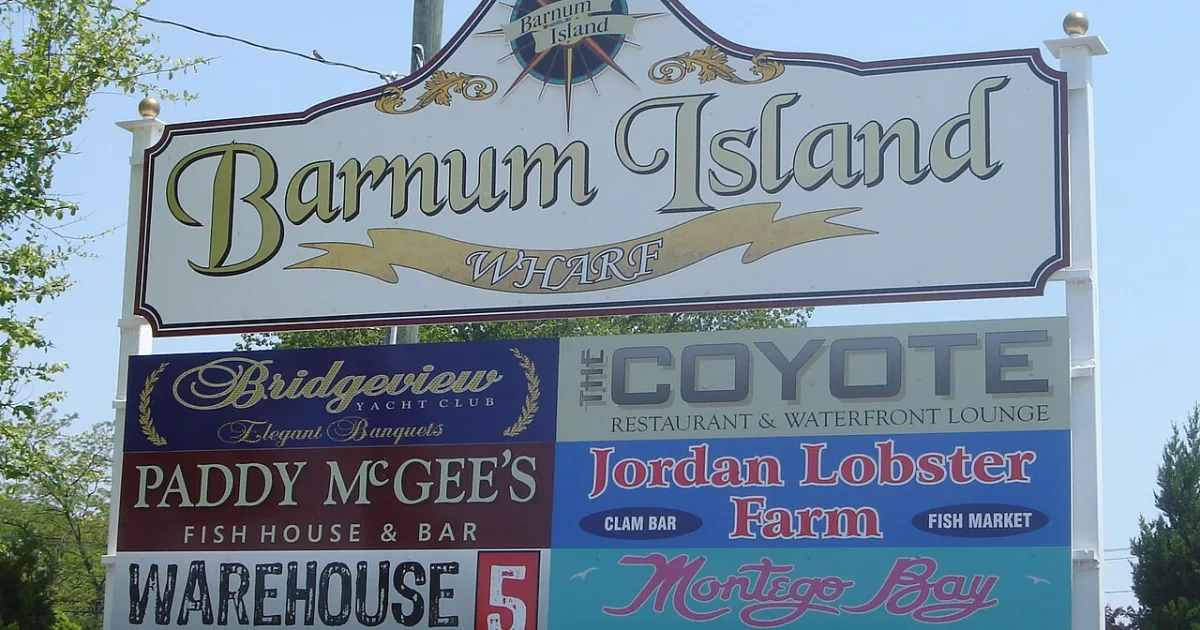 Barnum
Island
Barnum Island
WHARF
Bridgeview
YACHT CLUB
Elegant Banquets
THE COYOTE
RESTAURANT & WATERFRONT LOUNGE
PADDY McGEE'S
FISH HOUSE & BAR
Jordan Lobster
Farm
CLAM BAR
FISH MARKET
WAREHOUSE 5
Montego Bay